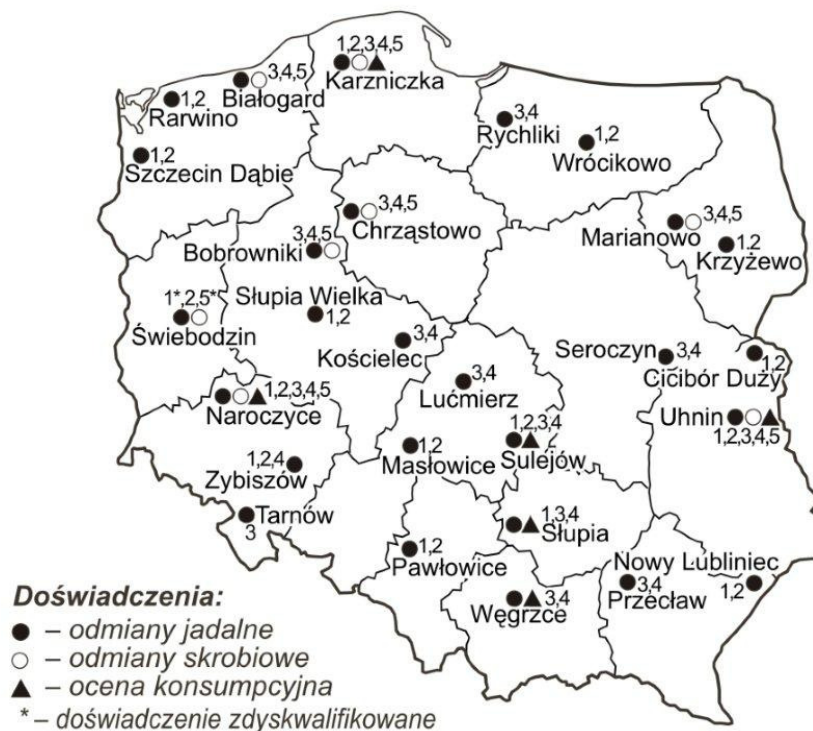 1,2,3,4,5
Karzniczka
3,4,5
Białogard
1,2
Rarwino
3,4
Rychliki
1,2
Wrócikowo
1,2
Szczecin Dąbie
3,4,5
Chrząstowo
3,4,5
Marianowo
1,2
Krzyżewo
3,4,5
Bobrowniki
Słupia Wielka
1,2
1*,2,5*
Świebodzin
3,4
Kościelec
Seroczyn 3,4
1,2
Cicibór Duży
3,4
Lućmierz
1,2,3,4,5
Naroczyce
Uhnin
1,2,3,4,5
1,2
Masłowice
1,2,3,4
Sulejów
1,2,4
Zybiszów
Tarnów
3
1,3,4
Słupia
1,2
Pawłowice
Nowy Lubliniec
1,2
3,4
Przecław
3,4
Węgrzce
Doświadczenia:
● – odmiany jadalne
○ – odmiany skrobiowe
▲ – ocena konsumpcyjna
* – doświadczenie zdyskwalifikowane